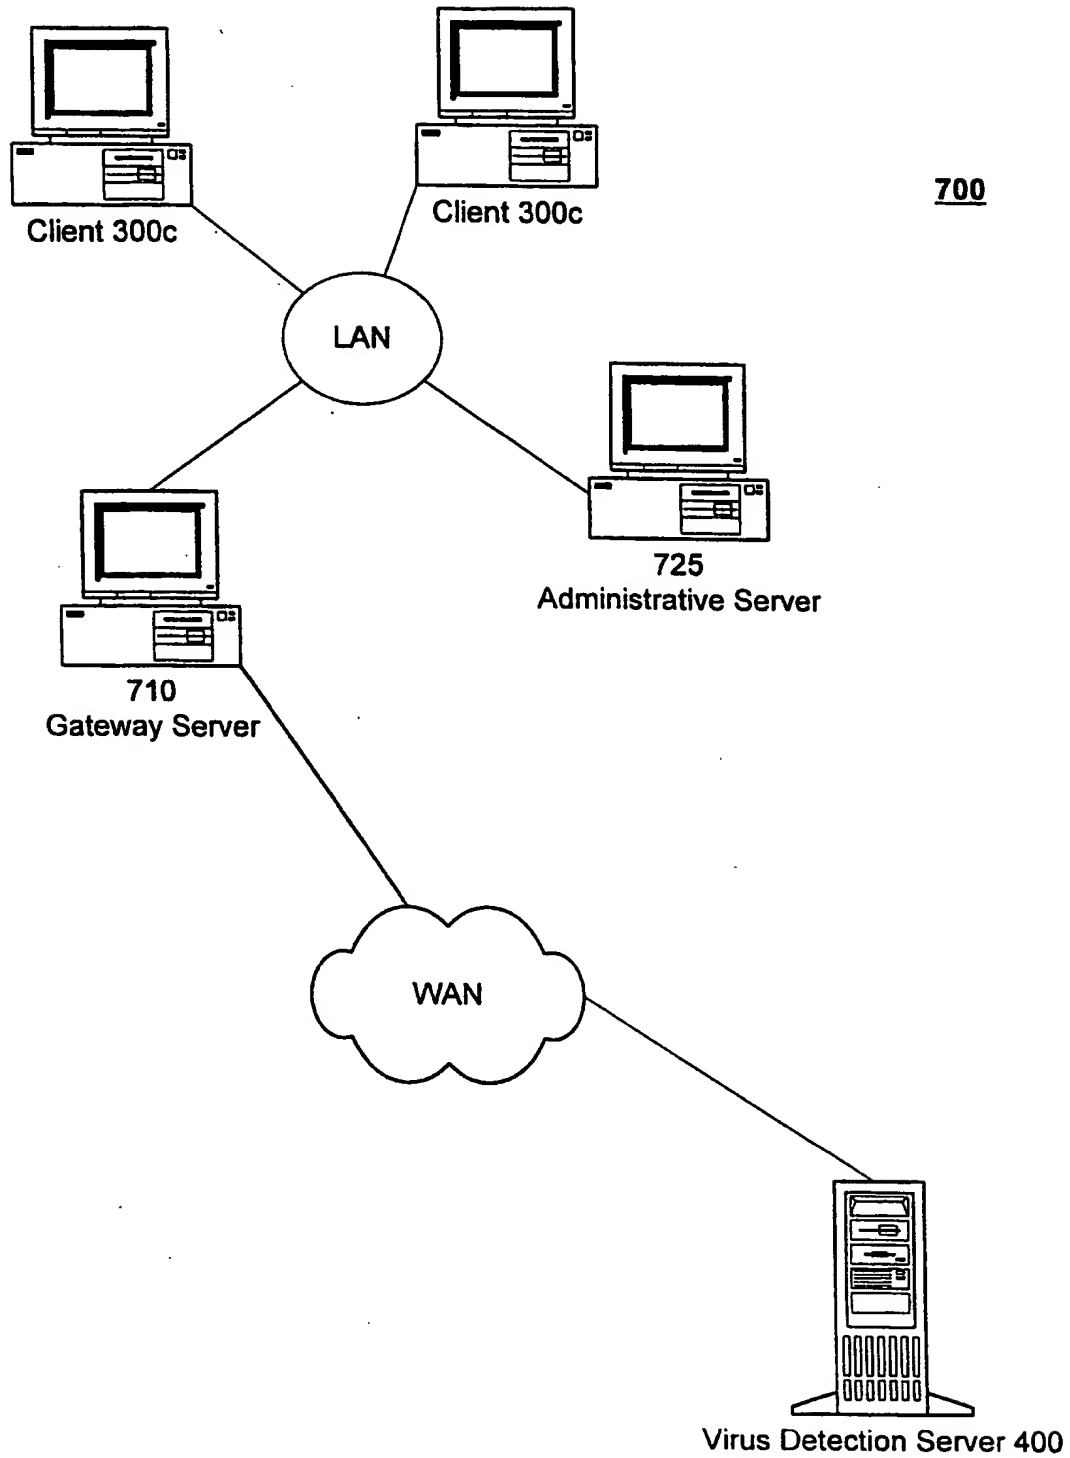 Client 300c
Client 300c
700
LAN
725
Administrative Server
710
Gateway Server
WAN
Virus Detection Server 400